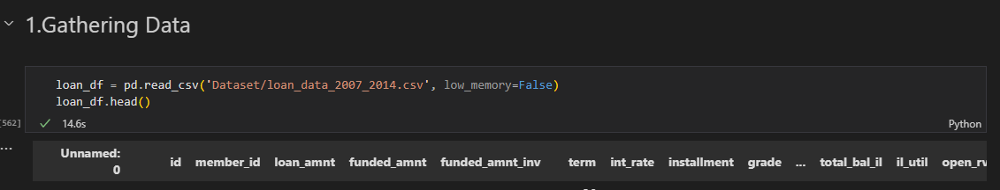 1.Gathering Data
loan_df = pd.read_csv('Dataset/loan_data_2007_2014.csv', low_memory=False)
loan_df.head()
[562]
14.6s
Python
...
Unnamed: 0 id member_id loan_amnt funded_amnt funded_amnt_inv term int_rate installment grade ... total_bal_il il_util open_rv